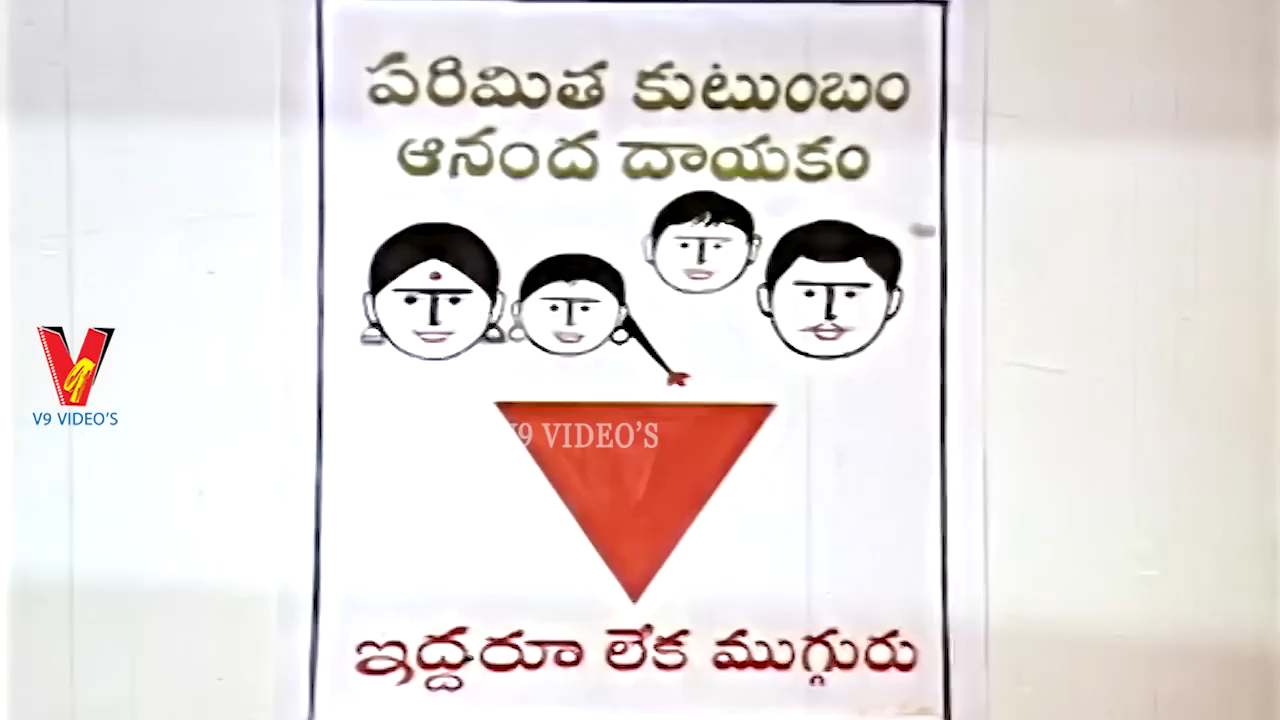 పరిమిత కుటుంబం
ఆనంద దాయకం
V9 VIDEO'S
V9 VIDEO'S
ఇద్దరూ లేక ముగ్గురు